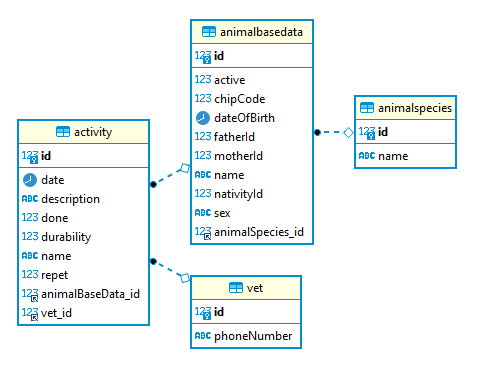 animalbasedata
123 id
123 active
123 chipCode
dateOfBirth
123 fatherId
123 motherId
ABC name
123 nativityId
ABC sex
123 animalSpecies_id
animalspecies
123 id
ABC name
activity
123 id
date
ABC description
123 done
123 durability
ABC name
123 repet
123 animalBaseData_id
123 vet_id
vet
123 id
ABC phoneNumber